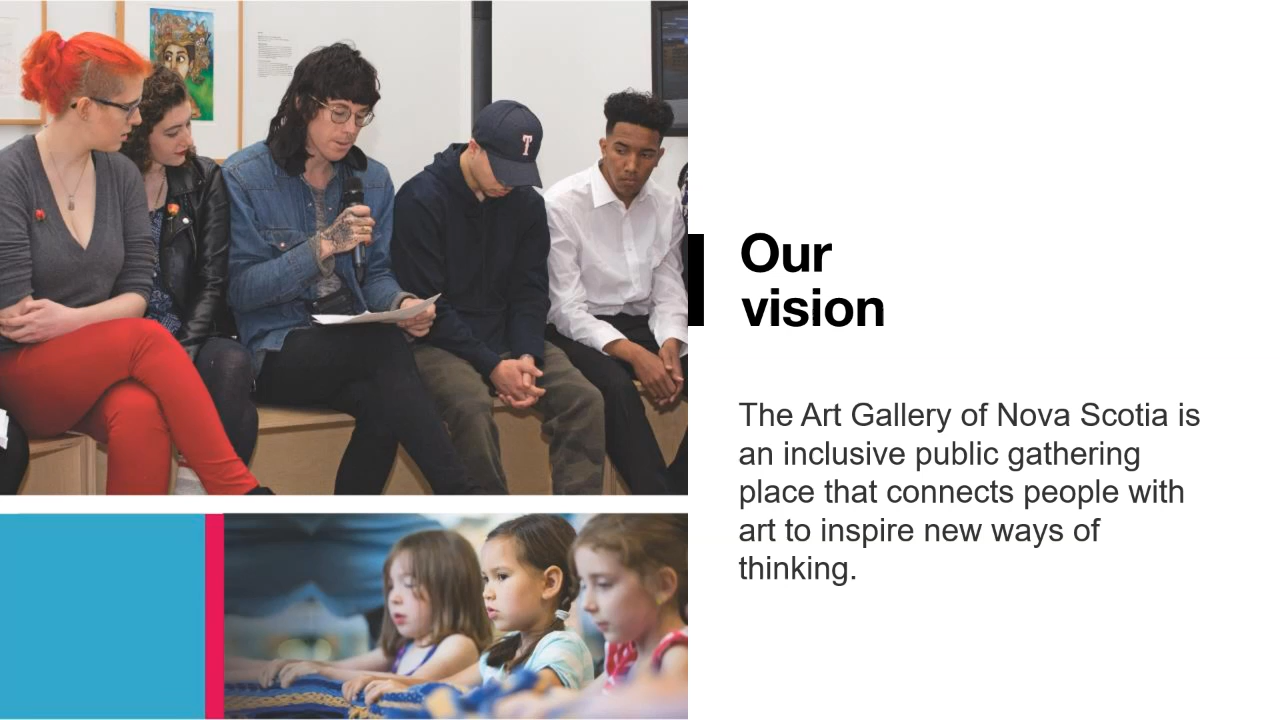 T
Our
vision
The Art Gallery of Nova Scotia is
an inclusive public gathering
place that connects people with
art to inspire new ways of
thinking.